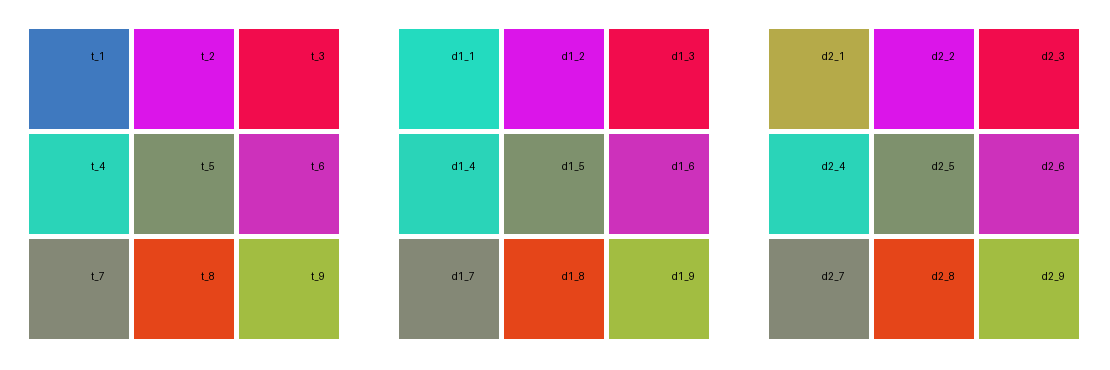 t_1 t_2 t_3 d1_1 d1_2 d1_3 d2_1 d2_2 d2_3
t_4 t_5 t_6 d1_4 d1_5 d1_6 d2_4 d2_5 d2_6
t_7 t_8 t_9 d1_7 d1_8 d1_9 d2_7 d2_8 d2_9